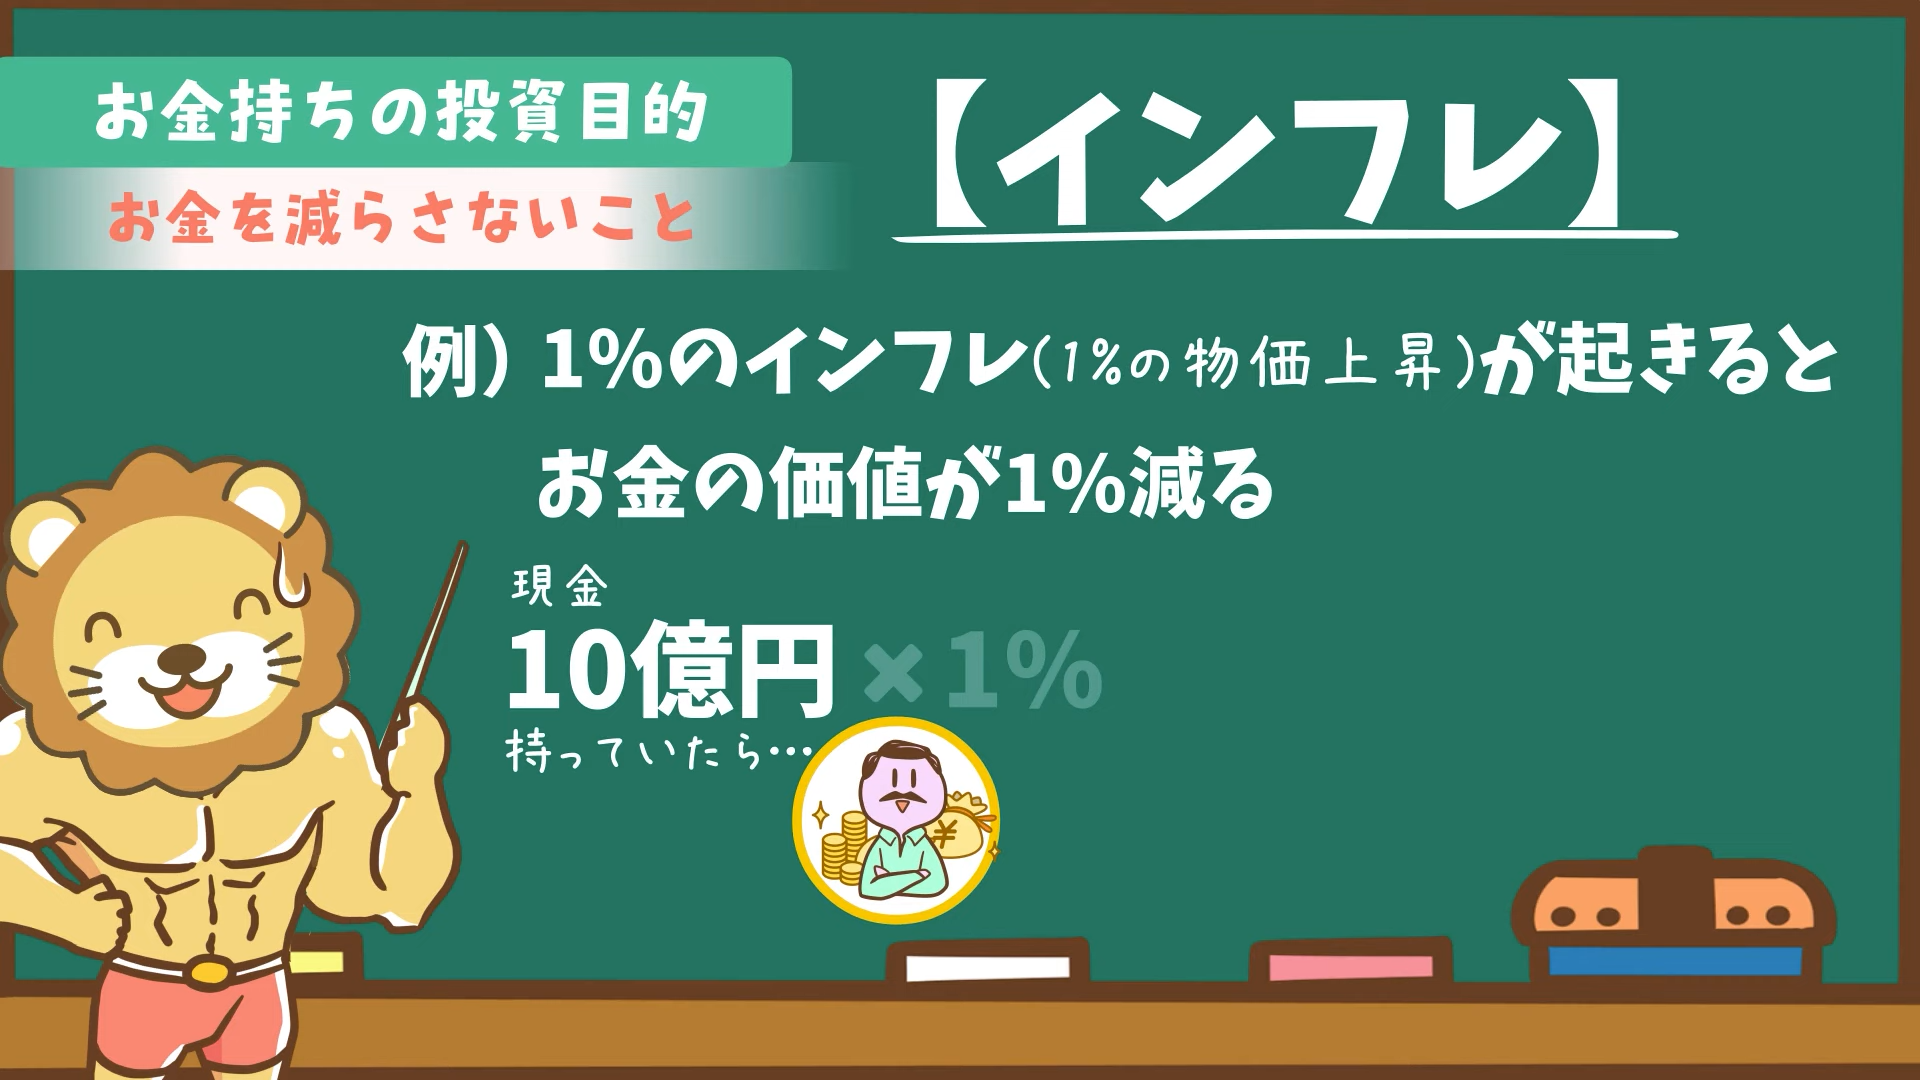 お金持ちの投資目的
お金を減らさないこと
【インフレ】
例) 1%のインフレ(1%の物価上昇)が起きると
お金の価値が1%減る
現金
10億円×1%
持っていたら…
¥